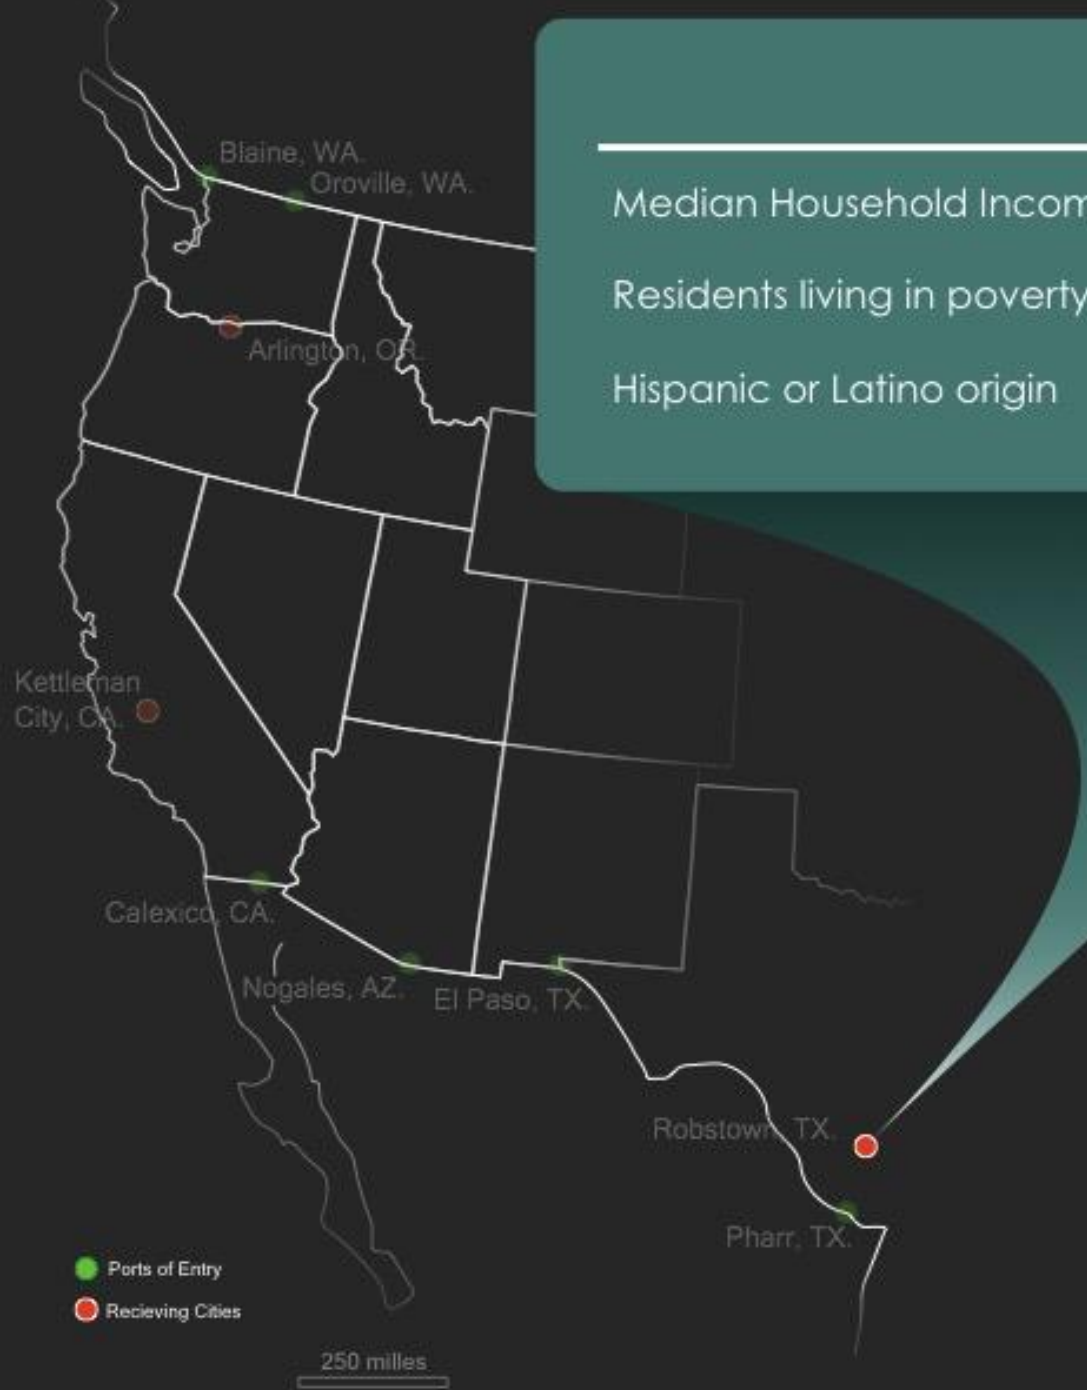 Blaine, WA.
Oroville, WA.
Median Household Incom
Residents living in poverty
Arlington, OR.
Hispanic or Latino origin
Kettleman
City, CA.
Calexico, CA.
Nogales, AZ.
El Paso, TX.
Robstown, TX.
Pharr, TX.
Ports of Entry
Recieving Cities
250 milles